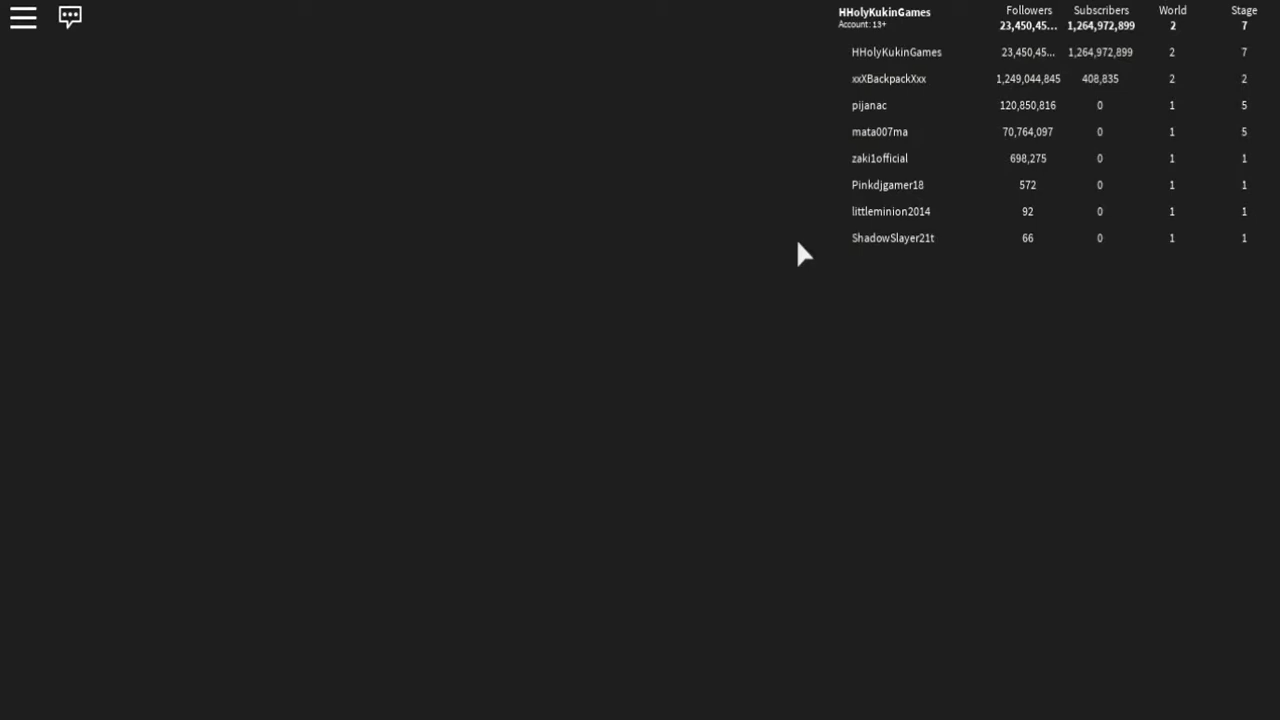 HHolyKukinGames Followers Subscribers World Stage
Account: 13+ 23,450,45... 1,264,972,899 2 7
HHolyKukinGames 23,450,45... 1,264,972,899 2 7
xxXBackpackXxx 1,249,044,845 408,835 2 2
pijanac 120,850,816 0 1 5
mata007ma 70,764,097 0 1 5
zaki1official 698,275 0 1 1
Pinkdjgamer18 572 0 1 1
littleminion2014 92 0 1 1
ShadowSlayer21t 66 0 1 1